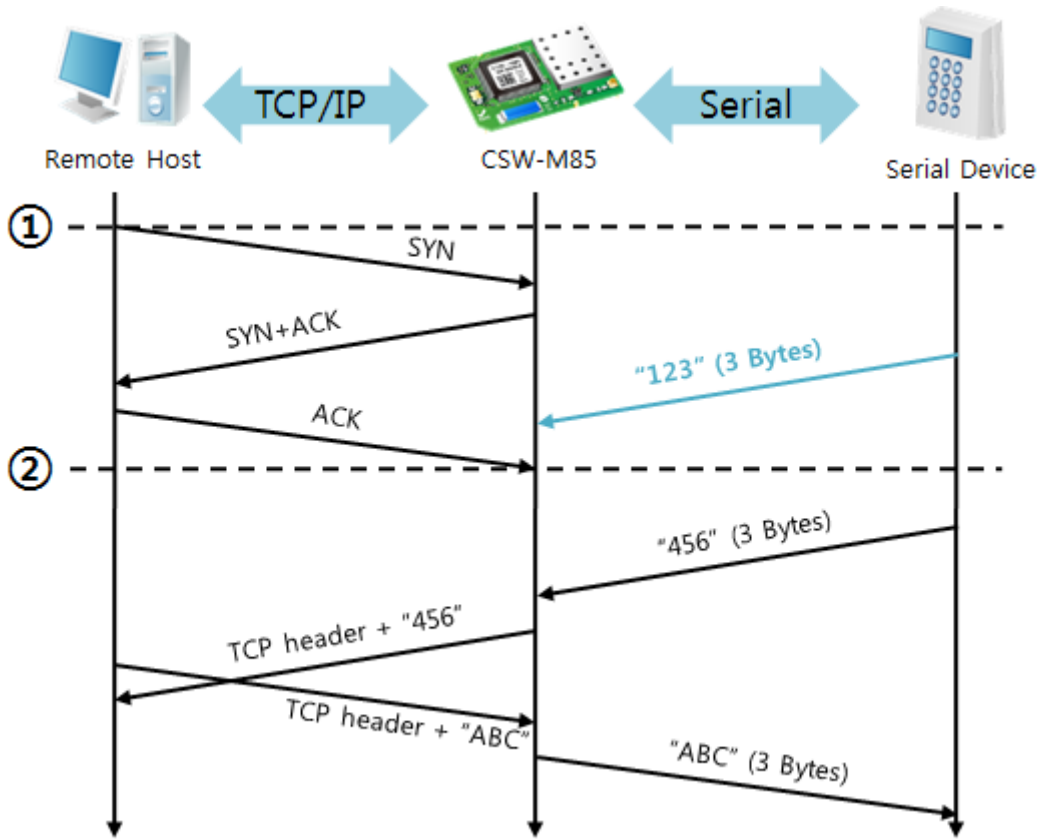 TCP/IP
Serial
Remote Host
CSW-M85
Serial Device
①
SYN
SYN+ACK
“123” (3 Bytes)
ACK
②
“456” (3 Bytes)
TCP header + “456”
TCP header + “ABC”
“ABC” (3 Bytes)